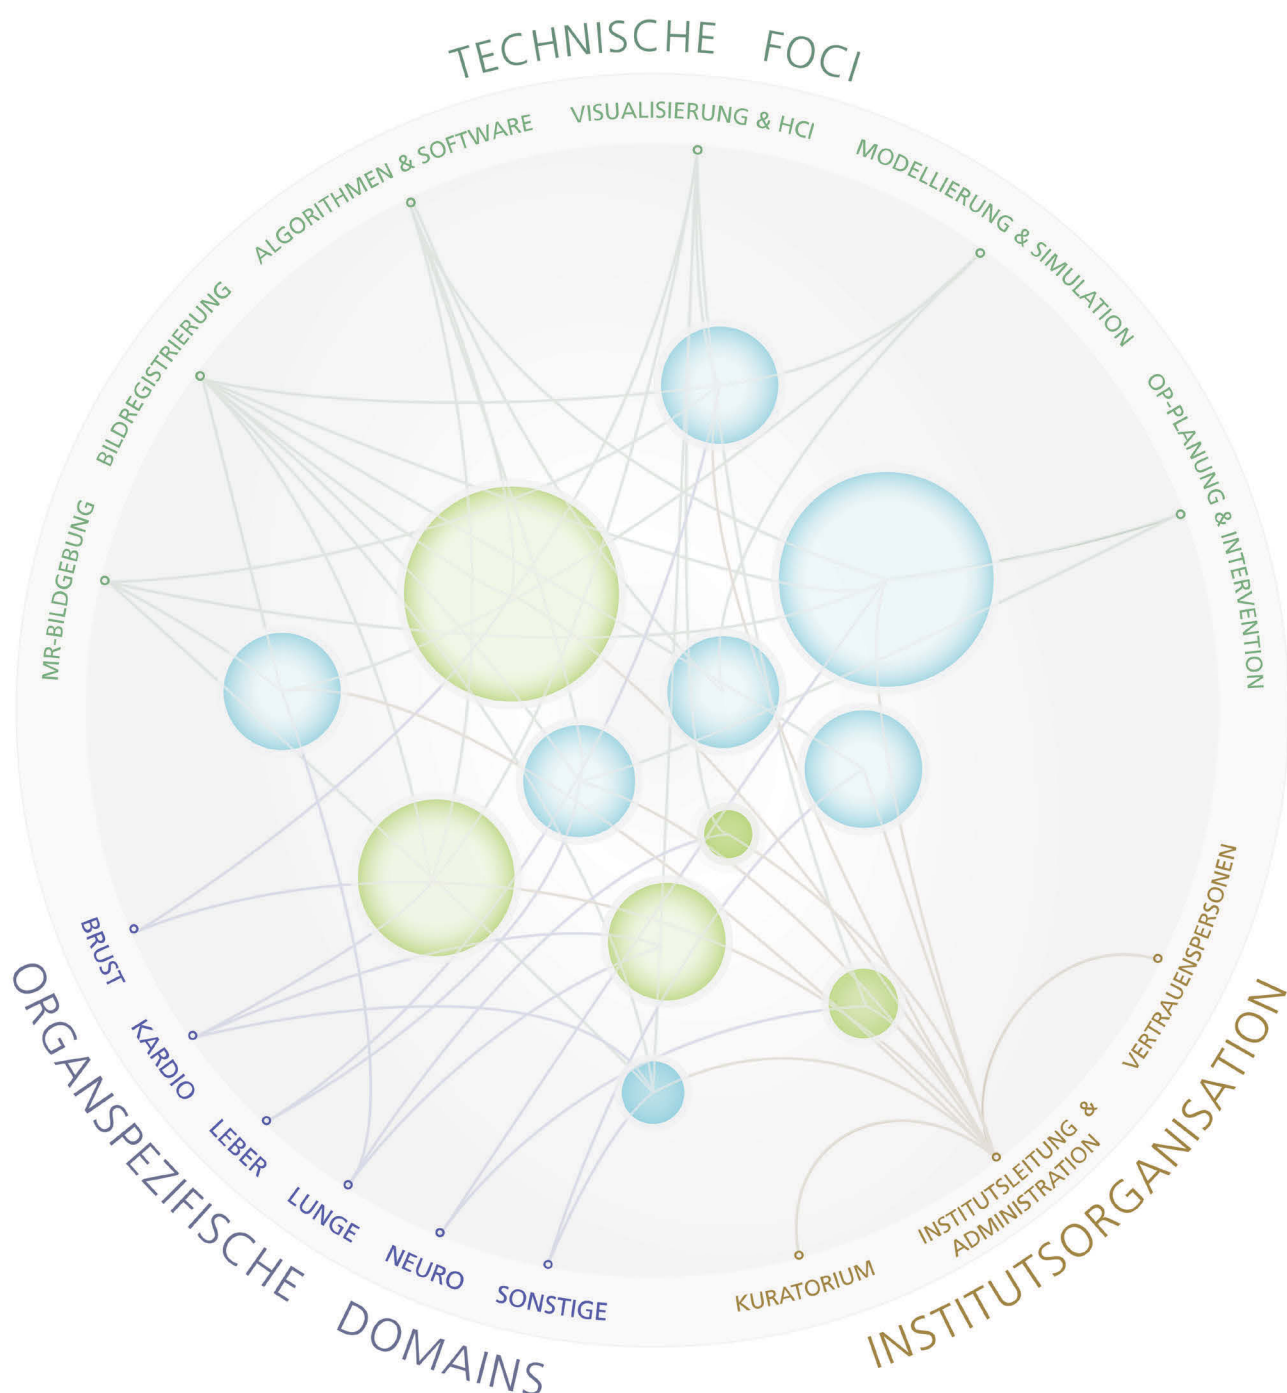 TECHNISCHE FOCI
MR-BILDGEBUNG
BILDREGISTRIERUNG
ALGORITHMEN & SOFTWARE
VISUALISIERUNG & HCI
MODELLIERUNG & SIMULATION
OP-PLANUNG & INTERVENTION
BRUST
KARDIO
LEBER
LUNGE
NEURO
SONSTIGE
ORGANSPEZIFISCHE DOMAINS
KURATORIUM
INSTITUTSLEITUNG &
ADMINISTRATION
VERTRAUENSPERSONEN
INSTITUTSORGANISATION